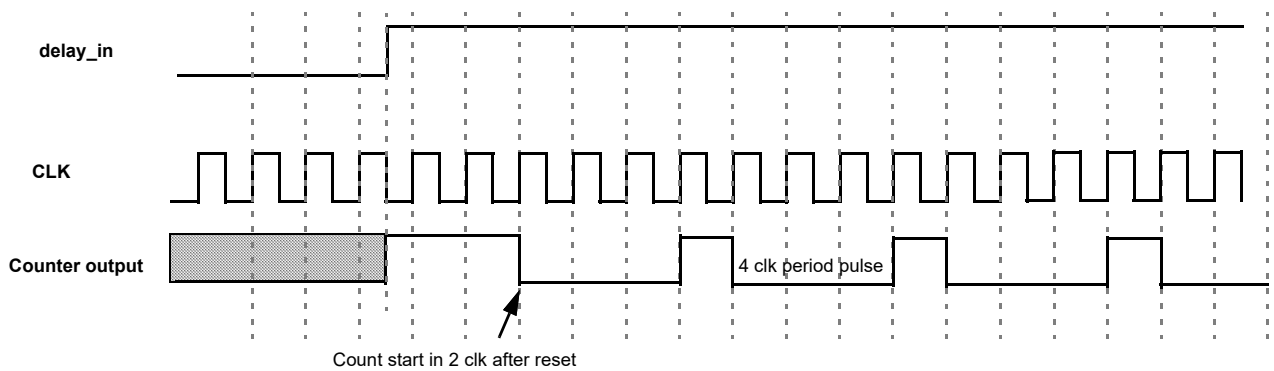 delay_in
CLK
Counter output
4 clk period pulse
Count start in 2 clk after reset